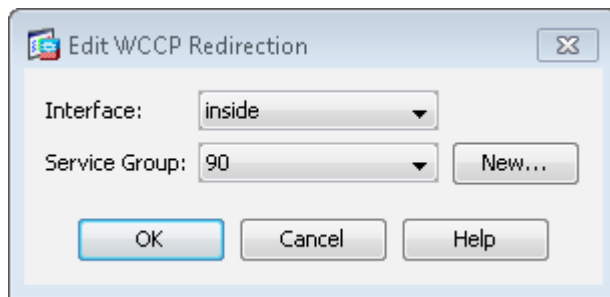 Edit WCCP Redirection
Interface: inside
Service Group: 90 New...
OK Cancel Help